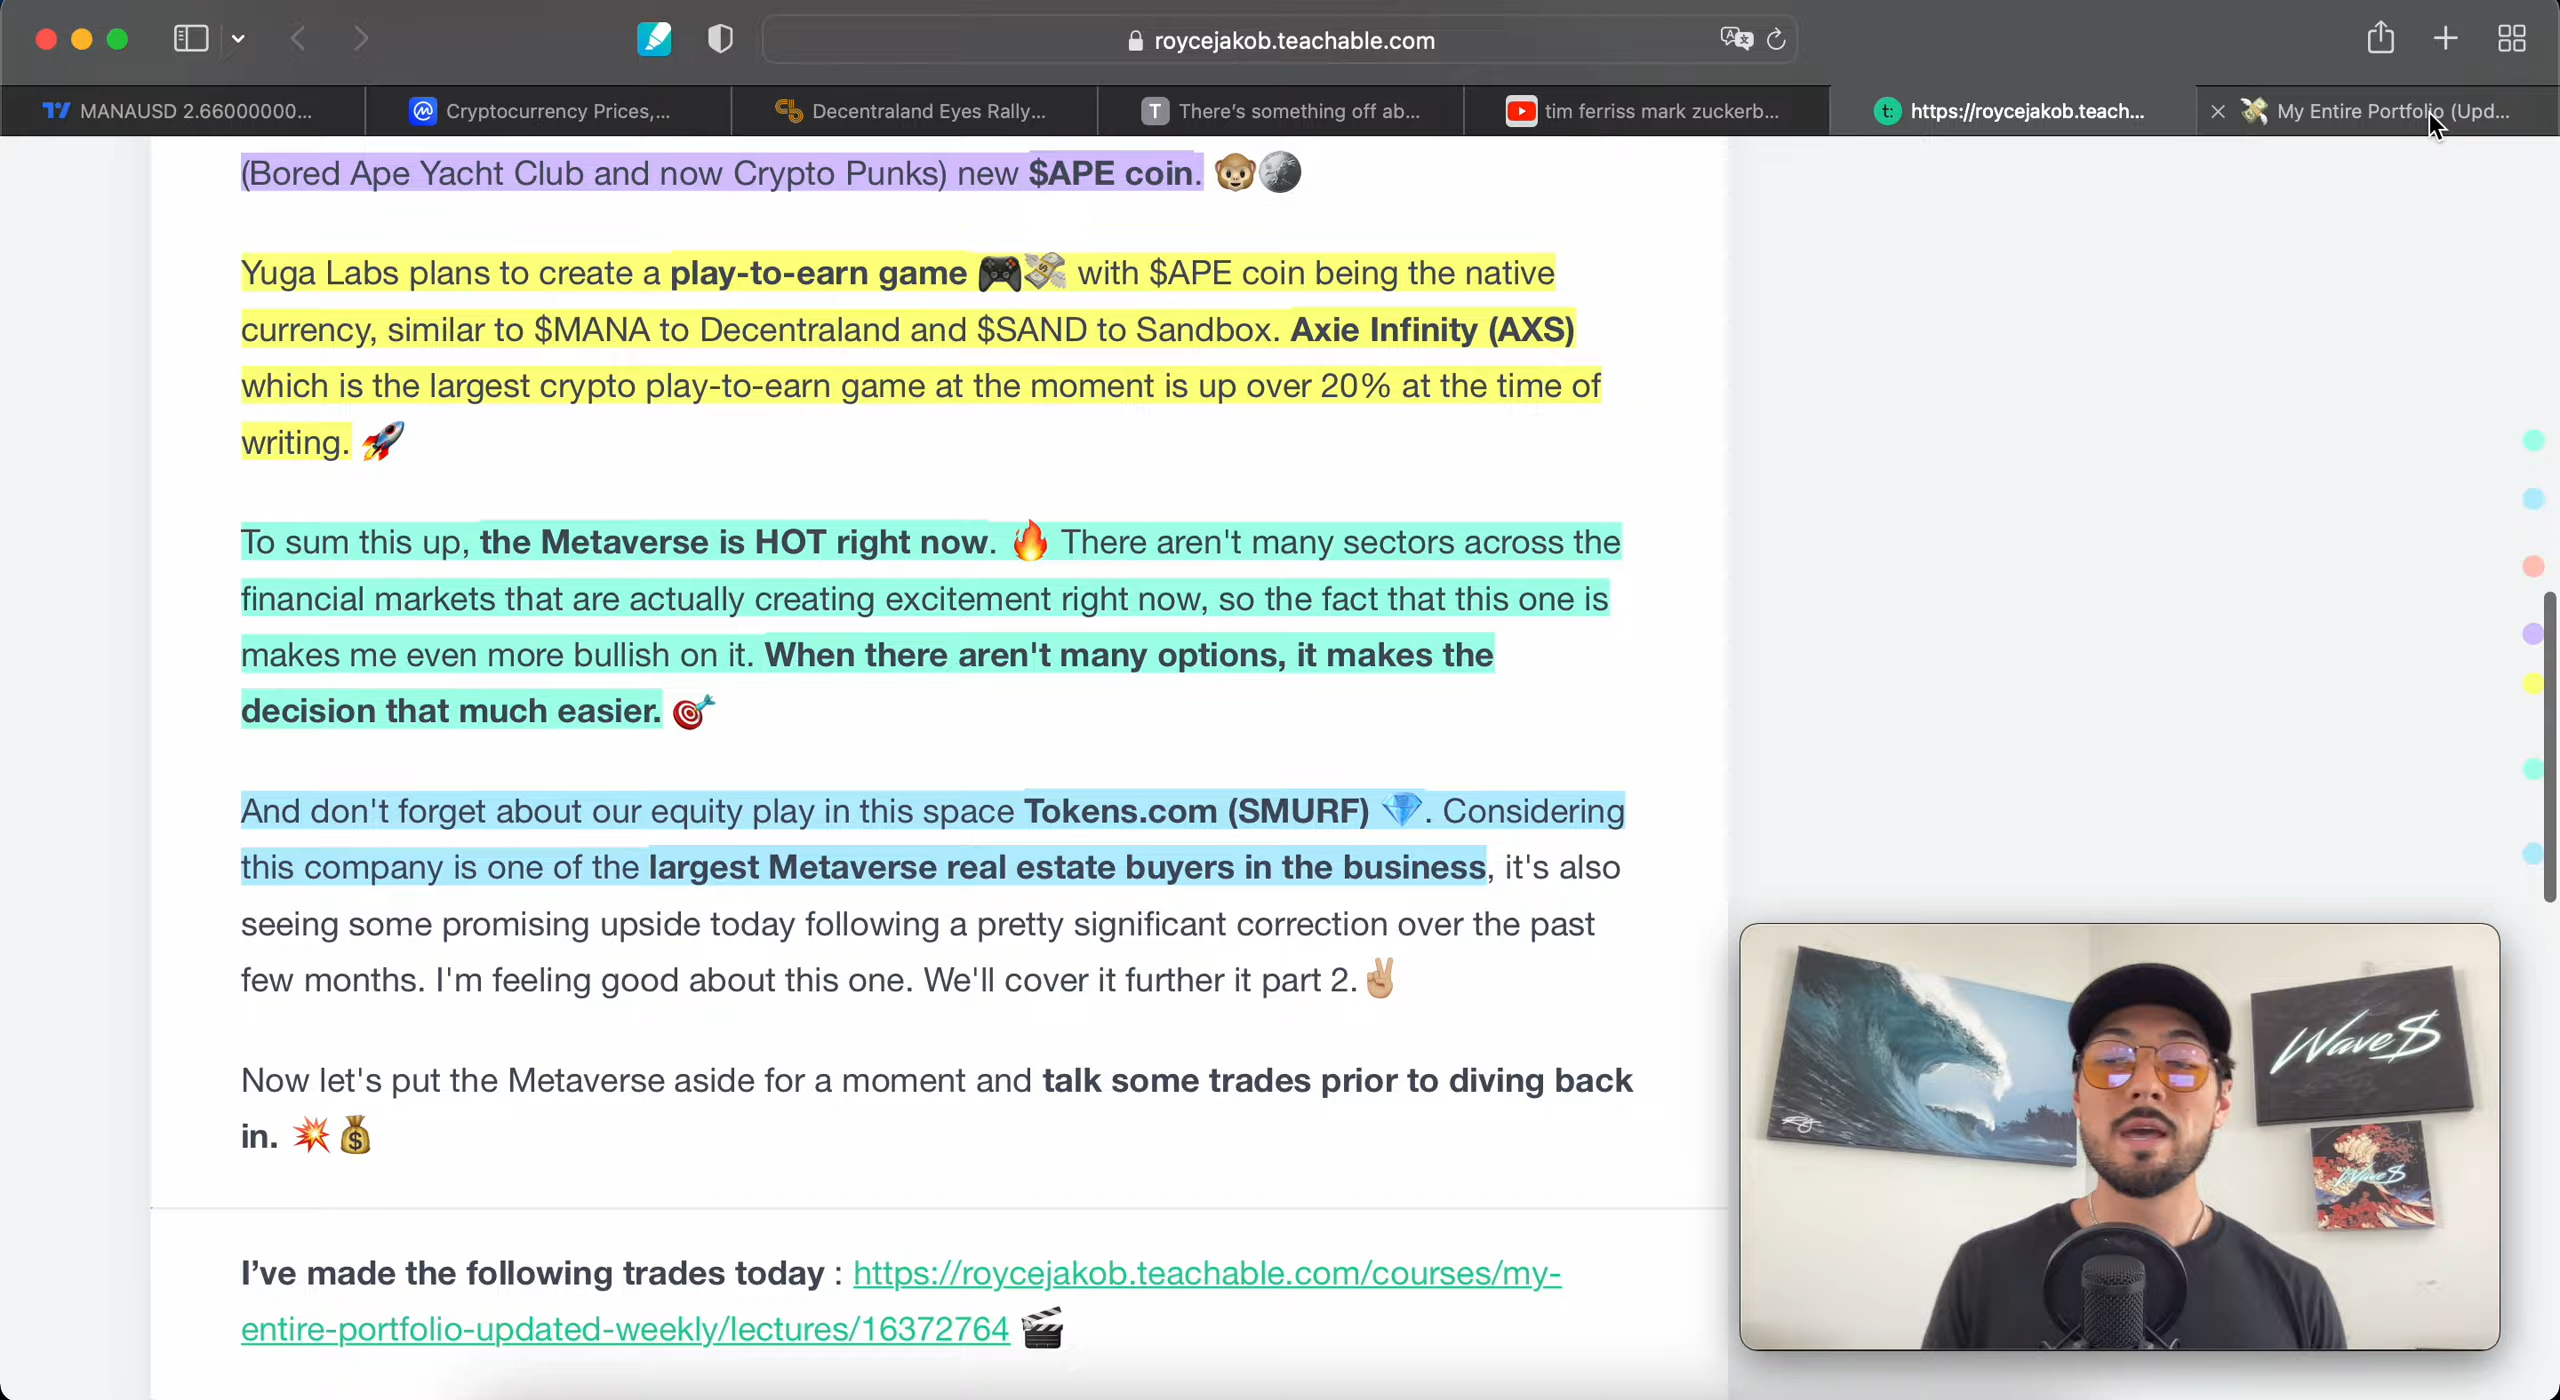 roycejakob.teachable.com
MANAUSD 2.66000000...
Cryptocurrency Prices,...
Decentraland Eyes Rally...
T There's something off ab...
tim ferriss mark zuckerb...
t: https://roycejakob.teach...
My Entire Portfolio (Upd...
(Bored Ape Yacht Club and now Crypto Punks) new $APE coin. 🐵🌚
Yuga Labs plans to create a play-to-earn game 🎮💸 with $APE coin being the native
currency, similar to $MANA to Decentraland and $SAND to Sandbox. Axie Infinity (AXS)
which is the largest crypto play-to-earn game at the moment is up over 20% at the time of
writing. 🚀
To sum this up, the Metaverse is HOT right now. 🔥 There aren't many sectors across the
financial markets that are actually creating excitement right now, so the fact that this one is
makes me even more bullish on it. When there aren't many options, it makes the
decision that much easier. 🎯
And don't forget about our equity play in this space Tokens.com (SMURF) 💎. Considering
this company is one of the largest Metaverse real estate buyers in the business, it's also
seeing some promising upside today following a pretty significant correction over the past
few months. I'm feeling good about this one. We'll cover it further it part 2.✌🏼
Now let's put the Metaverse aside for a moment and talk some trades prior to diving back
in. 💥💰
I've made the following trades today : https://roycejakob.teachable.com/courses/my-
entire-portfolio-updated-weekly/lectures/16372764 🎬
Wave$
Wave$